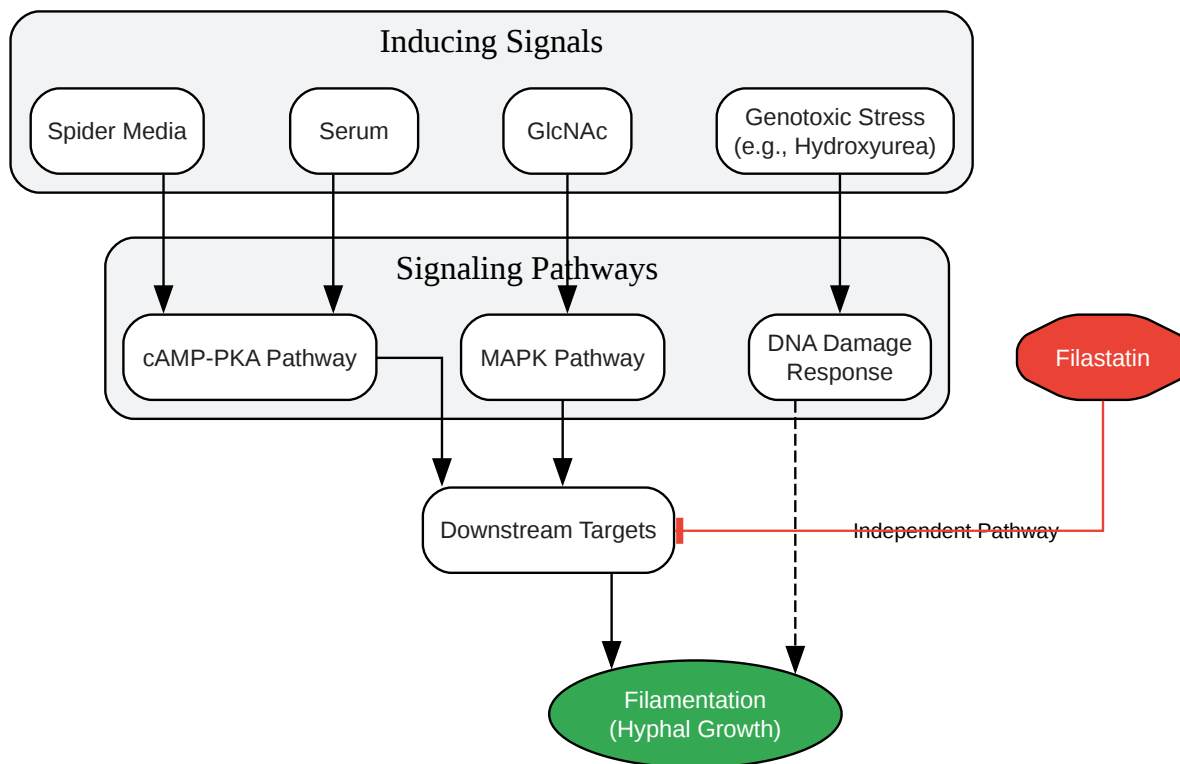 Inducing Signals
Spider Media
Serum
GlcNAc
Genotoxic Stress
(e.g., Hydroxyurea)
Signaling Pathways
cAMP-PKA Pathway
MAPK Pathway
DNA Damage
Response
Filastatin
Downstream Targets
Independent Pathway
Filamentation
(Hyphal Growth)